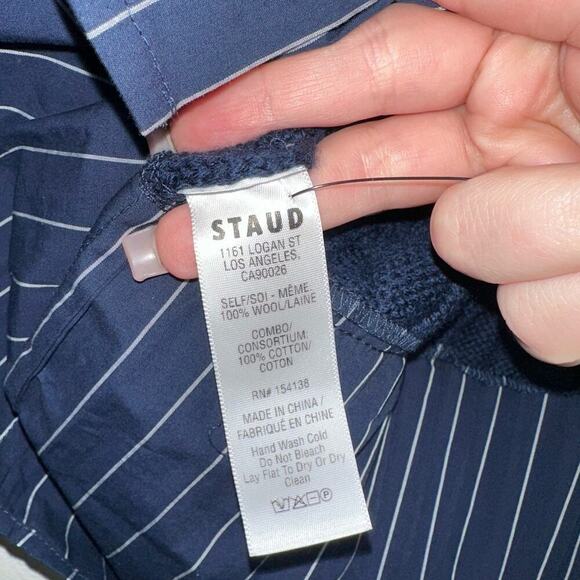 STAUD
1161 LOGAN ST
LOS ANGELES,
CA90026
SELF/SOI - MÊME
100% WOOL/LAINE
COMBO/
CONSORTIUM:
100% COTTON/
COTON
RN# 154138
MADE IN CHINA/
FABRIQUÉ EN CHINE
Hand Wash Cold
Do Not Bleach
Lay Flat To Dry Or Dry
Clean